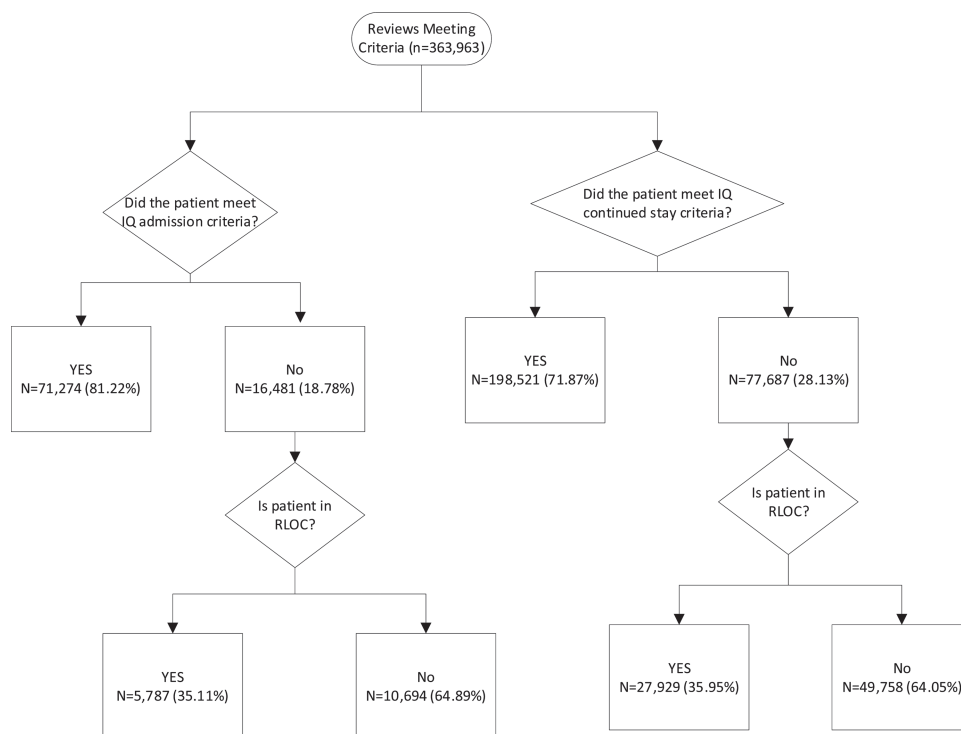 Reviews Meeting
Criteria (n=363,963)
Did the patient meet
IQ admission criteria?
Did the patient meet IQ
continued stay criteria?
YES
N=71,274 (81.22%)
No
N=16,481 (18.78%)
YES
N=198,521 (71.87%)
No
N=77,687 (28.13%)
Is patient in
RLOC?
Is patient in
RLOC?
YES
N=5,787 (35.11%)
No
N=10,694 (64.89%)
YES
N=27,929 (35.95%)
No
N=49,758 (64.05%)